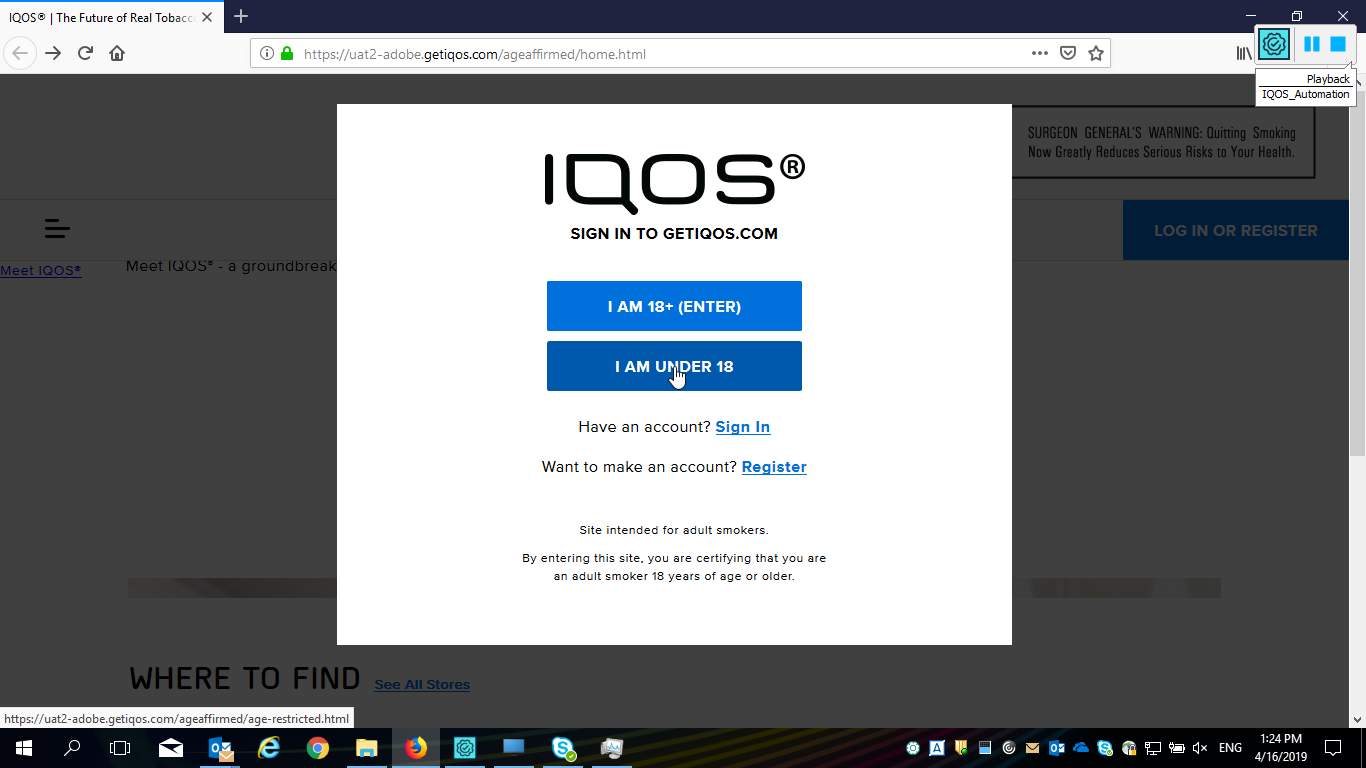 IQOS® | The Future of Real Tobacc
https://uat2-adobe.getiqos.com/ageaffirmed/home.html
Playback
IQOS_Automation
SURGEON GENERAL'S WARNING: Quitting Smoking
Now Greatly Reduces Serious Risks to Your Health.
IQOS®
SIGN IN TO GETIQOS.COM
LOG IN OR REGISTER
Meet IQOS®
Meet IQOS® - a groundbreak
I AM 18+ (ENTER)
I AM UNDER 18
Have an account? Sign In
Want to make an account? Register
Site intended for adult smokers.
By entering this site, you are certifying that you are
an adult smoker 18 years of age or older.
WHERE TO FIND See All Stores
https://uat2-adobe.getiqos.com/ageaffirmed/age-restricted.html
ENG
1:24 PM
4/16/2019